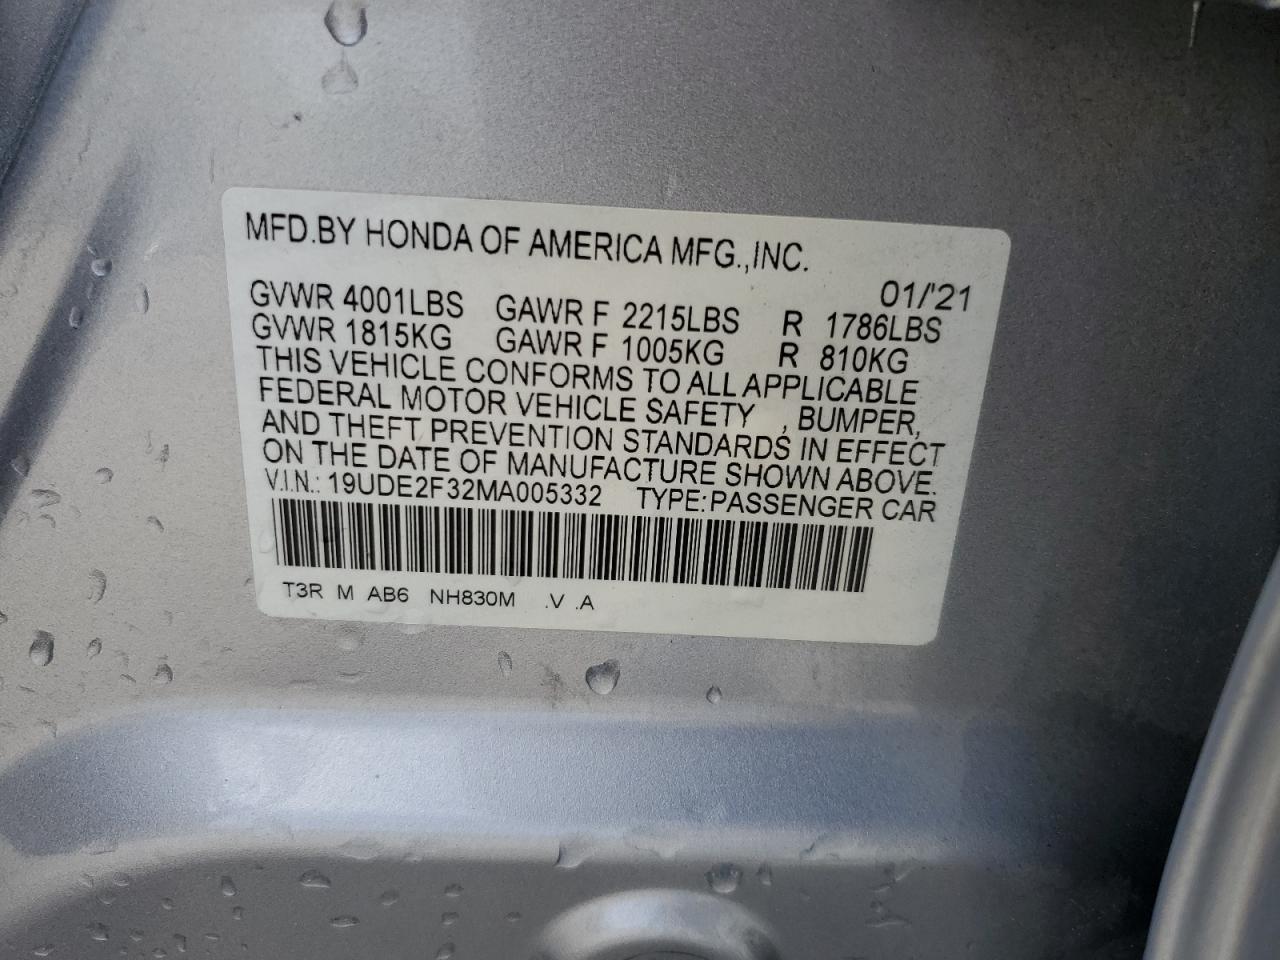 MFD.BY HONDA OF AMERICA MFG.,INC.
01/'21
GVWR 4001LBS GAWR F 2215LBS R 1786LBS
GVWR 1815KG GAWR F 1005KG R 810KG
THIS VEHICLE CONFORMS TO ALL APPLICABLE
FEDERAL MOTOR VEHICLE SAFETY , BUMPER,
AND THEFT PREVENTION STANDARDS IN EFFECT
ON THE DATE OF MANUFACTURE SHOWN ABOVE.
V.I.N.: 19UDE2F32MA005332 TYPE: PASSENGER CAR
T3R M AB6 NH830M .V .A